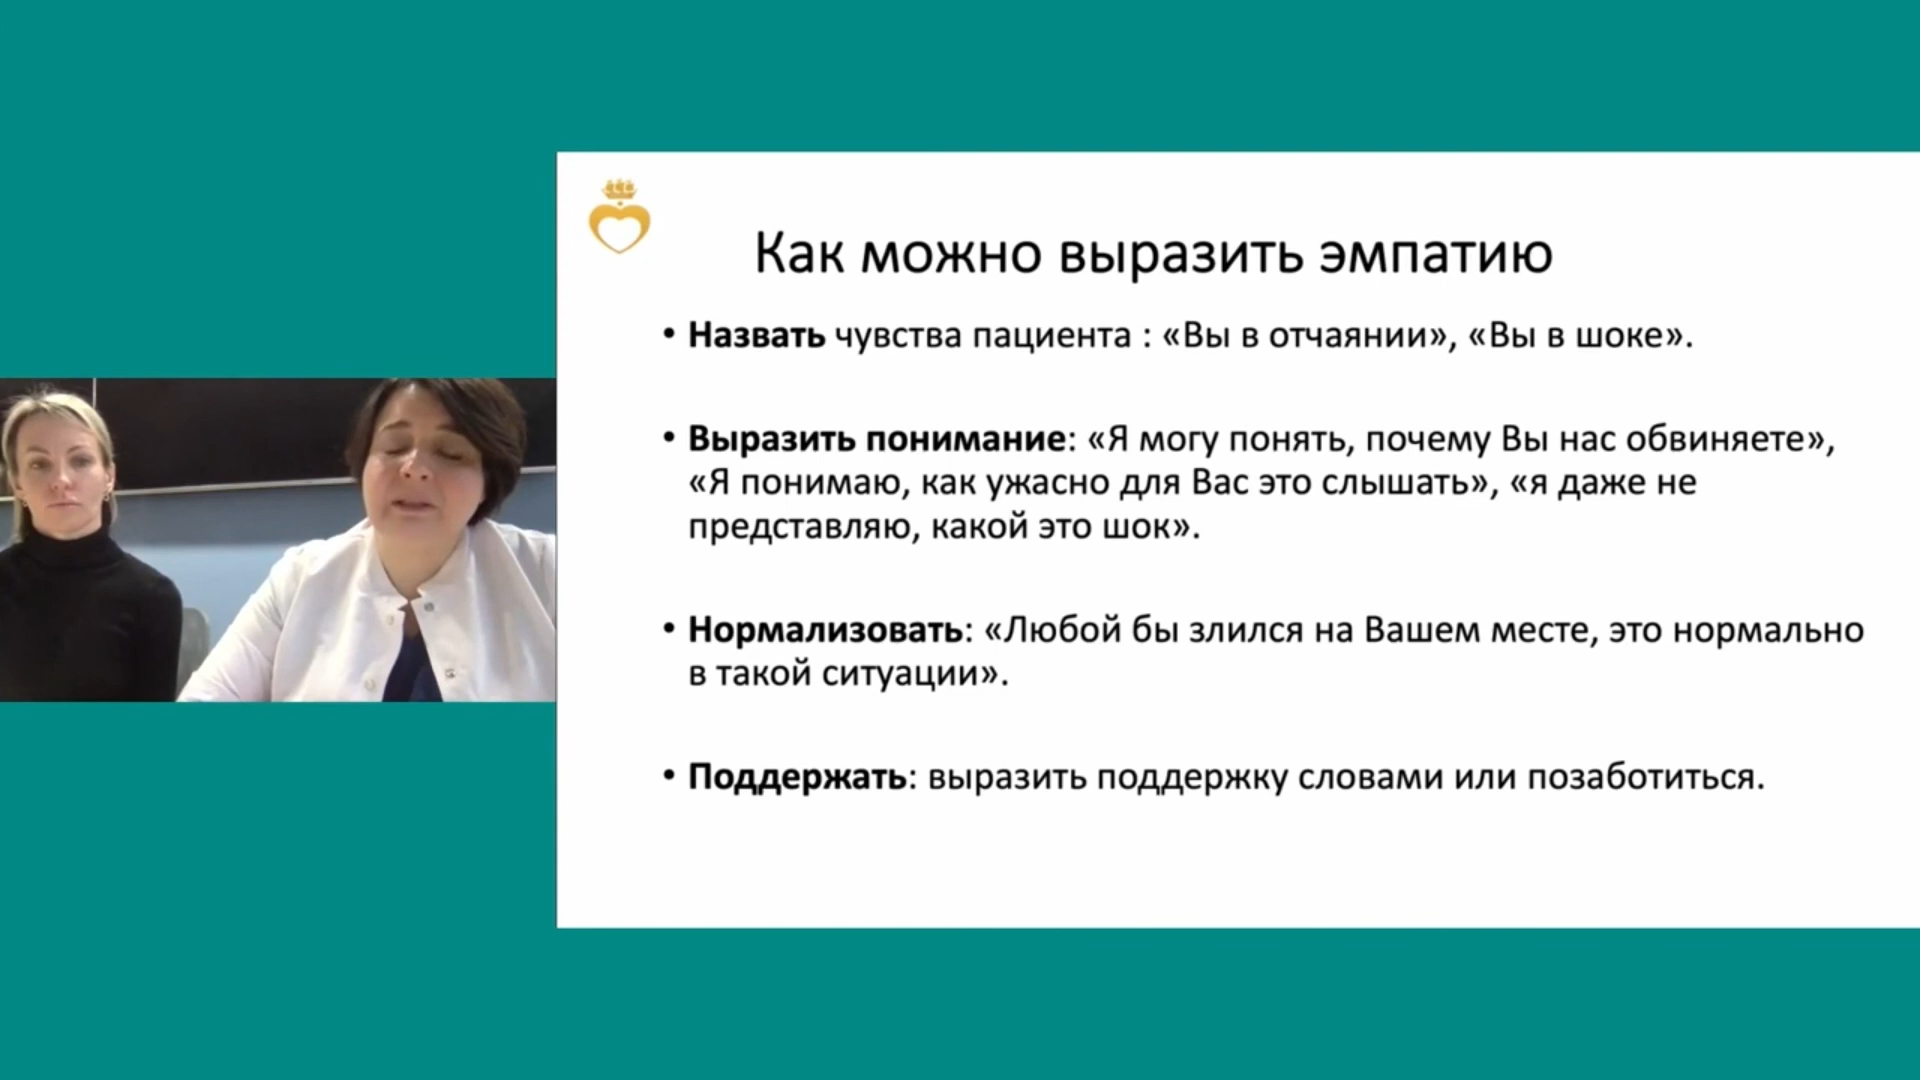 Как можно выразить эмпатию
• Назвать чувства пациента : «Вы в отчаянии», «Вы в шоке».
• Выразить понимание: «Я могу понять, почему Вы нас обвиняете»,
«Я понимаю, как ужасно для Вас это слышать», «я даже не
представляю, какой это шок».
• Нормализовать: «Любой бы злился на Вашем месте, это нормально
в такой ситуации».
• Поддержать: выразить поддержку словами или позаботиться.